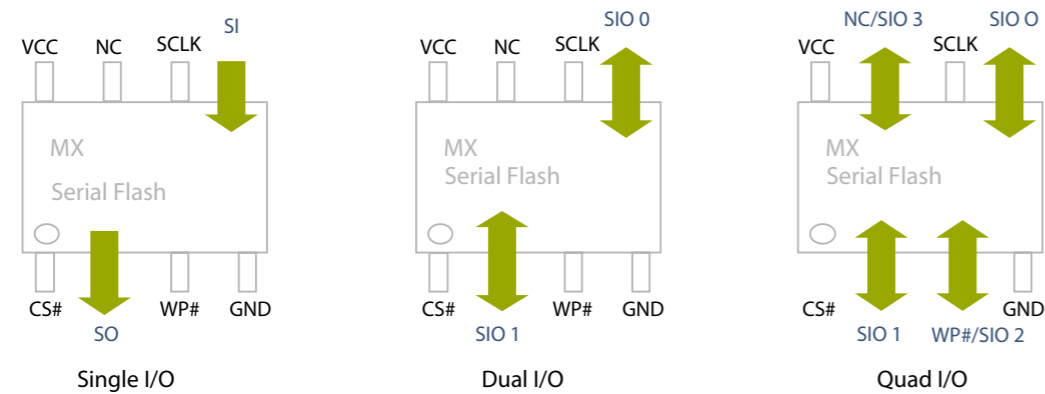 SI
VCC NC SCLK
MX
Serial Flash
CS# WP# GND
SO
Single I/O
SIO 0
VCC NC SCLK
MX
Serial Flash
CS# WP# GND
SIO 1
Dual I/O
NC/SIO 3 SIO O
VCC SCLK
MX
Serial Flash
CS# GND
SIO 1 WP#/SIO 2
Quad I/O